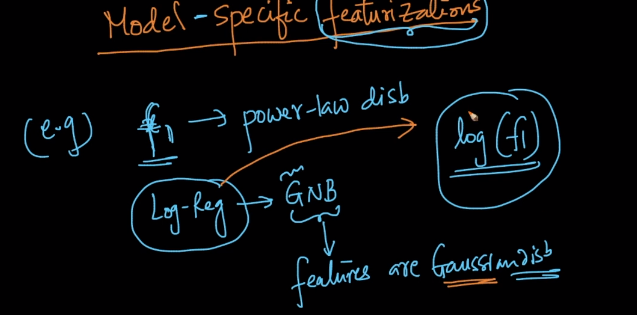 Model-specific featurizations
(e.g) f1 → power-law disb log(f1)
Log-Reg → GNB
features are Gaussian disb